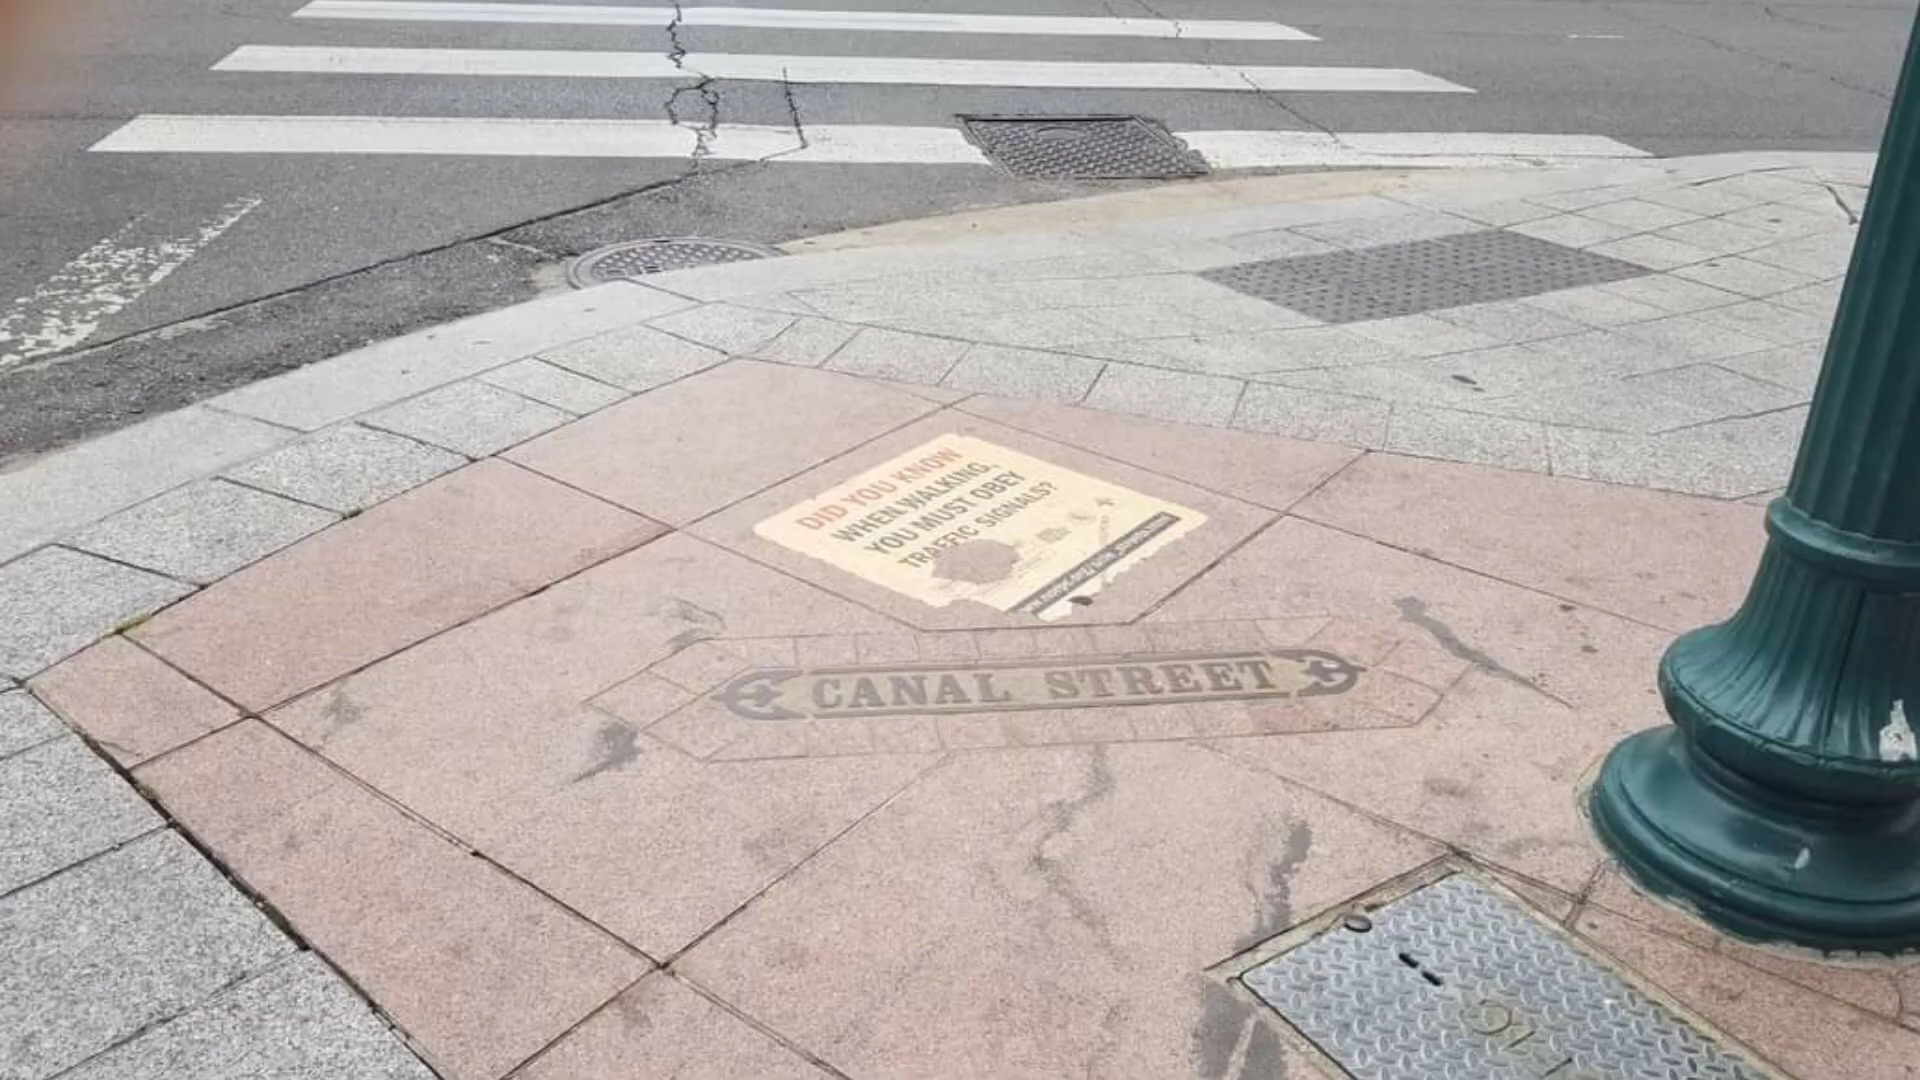 DID YOU KNOW
WHEN WALKING,
YOU MUST OBEY
TRAFFIC SIGNALS?
CANAL STREET